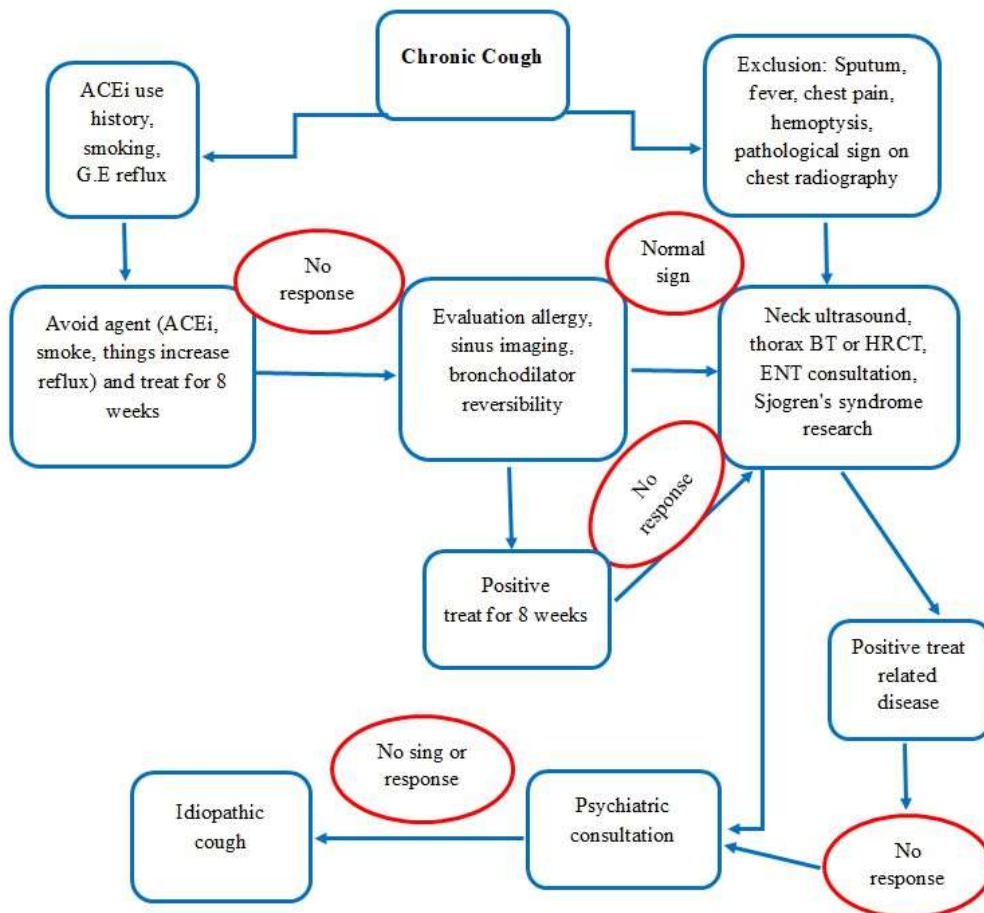 Chronic Cough
ACEi use
history,
smoking,
G.E reflux
Exclusion: Sputum,
fever, chest pain,
hemoptysis,
pathological sign on
chest radiography
No
response
Normal
sign
Avoid agent (ACEi,
smoke, things increase
reflux) and treat for 8
weeks
Evaluation allergy,
sinus imaging,
bronchodilator
reversibility
Neck ultrasound,
thorax BT or HRCT,
ENT consultation,
Sjogren's syndrome
research
No
response
Positive
treat for 8 weeks
Positive treat
related
disease
No sing or
response
Idiopathic
cough
Psychiatric
consultation
No
response